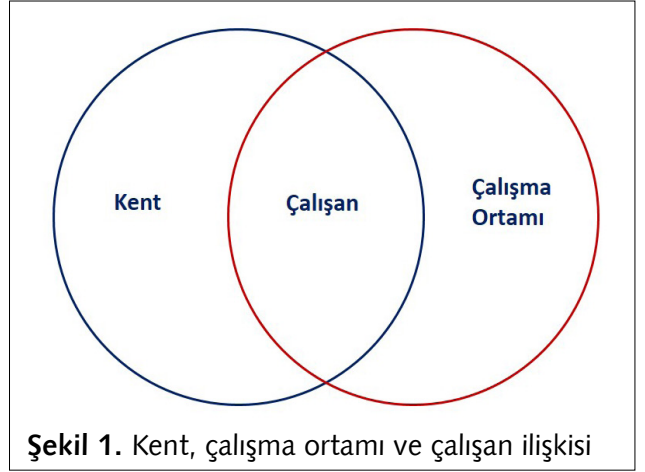 Kent
Çalışan
Çalışma
Ortamı
Şekil 1. Kent, çalışma ortamı ve çalışan ilişkisi